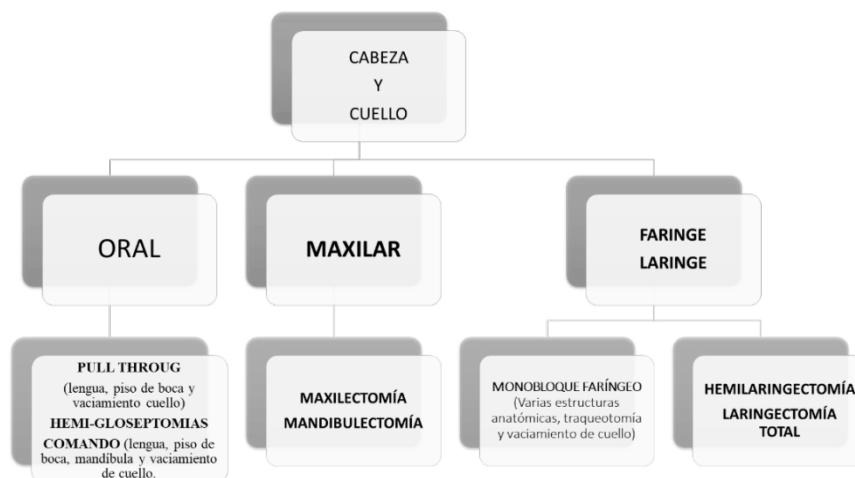 CABEZA
Y
CUELLO
ORAL
MAXILAR
FARINGE
LARINGE
PULL THROUG
(lengua, piso de boca y
vaciamiento cuello)
HEMI-GLOSEPTOMIAS
COMANDO (lengua, piso de
boca, mandíbula y vaciamiento
de cuello.
MAXILECTOMÍA
MANDIBULECTOMÍA
MONOBLOQUE FARÍNGEO
(Varias estructuras
anatómicas, traqueotomía
y vaciamiento de cuello)
HEMILARINGECTOMÍA
LARINGECTOMÍA
TOTAL